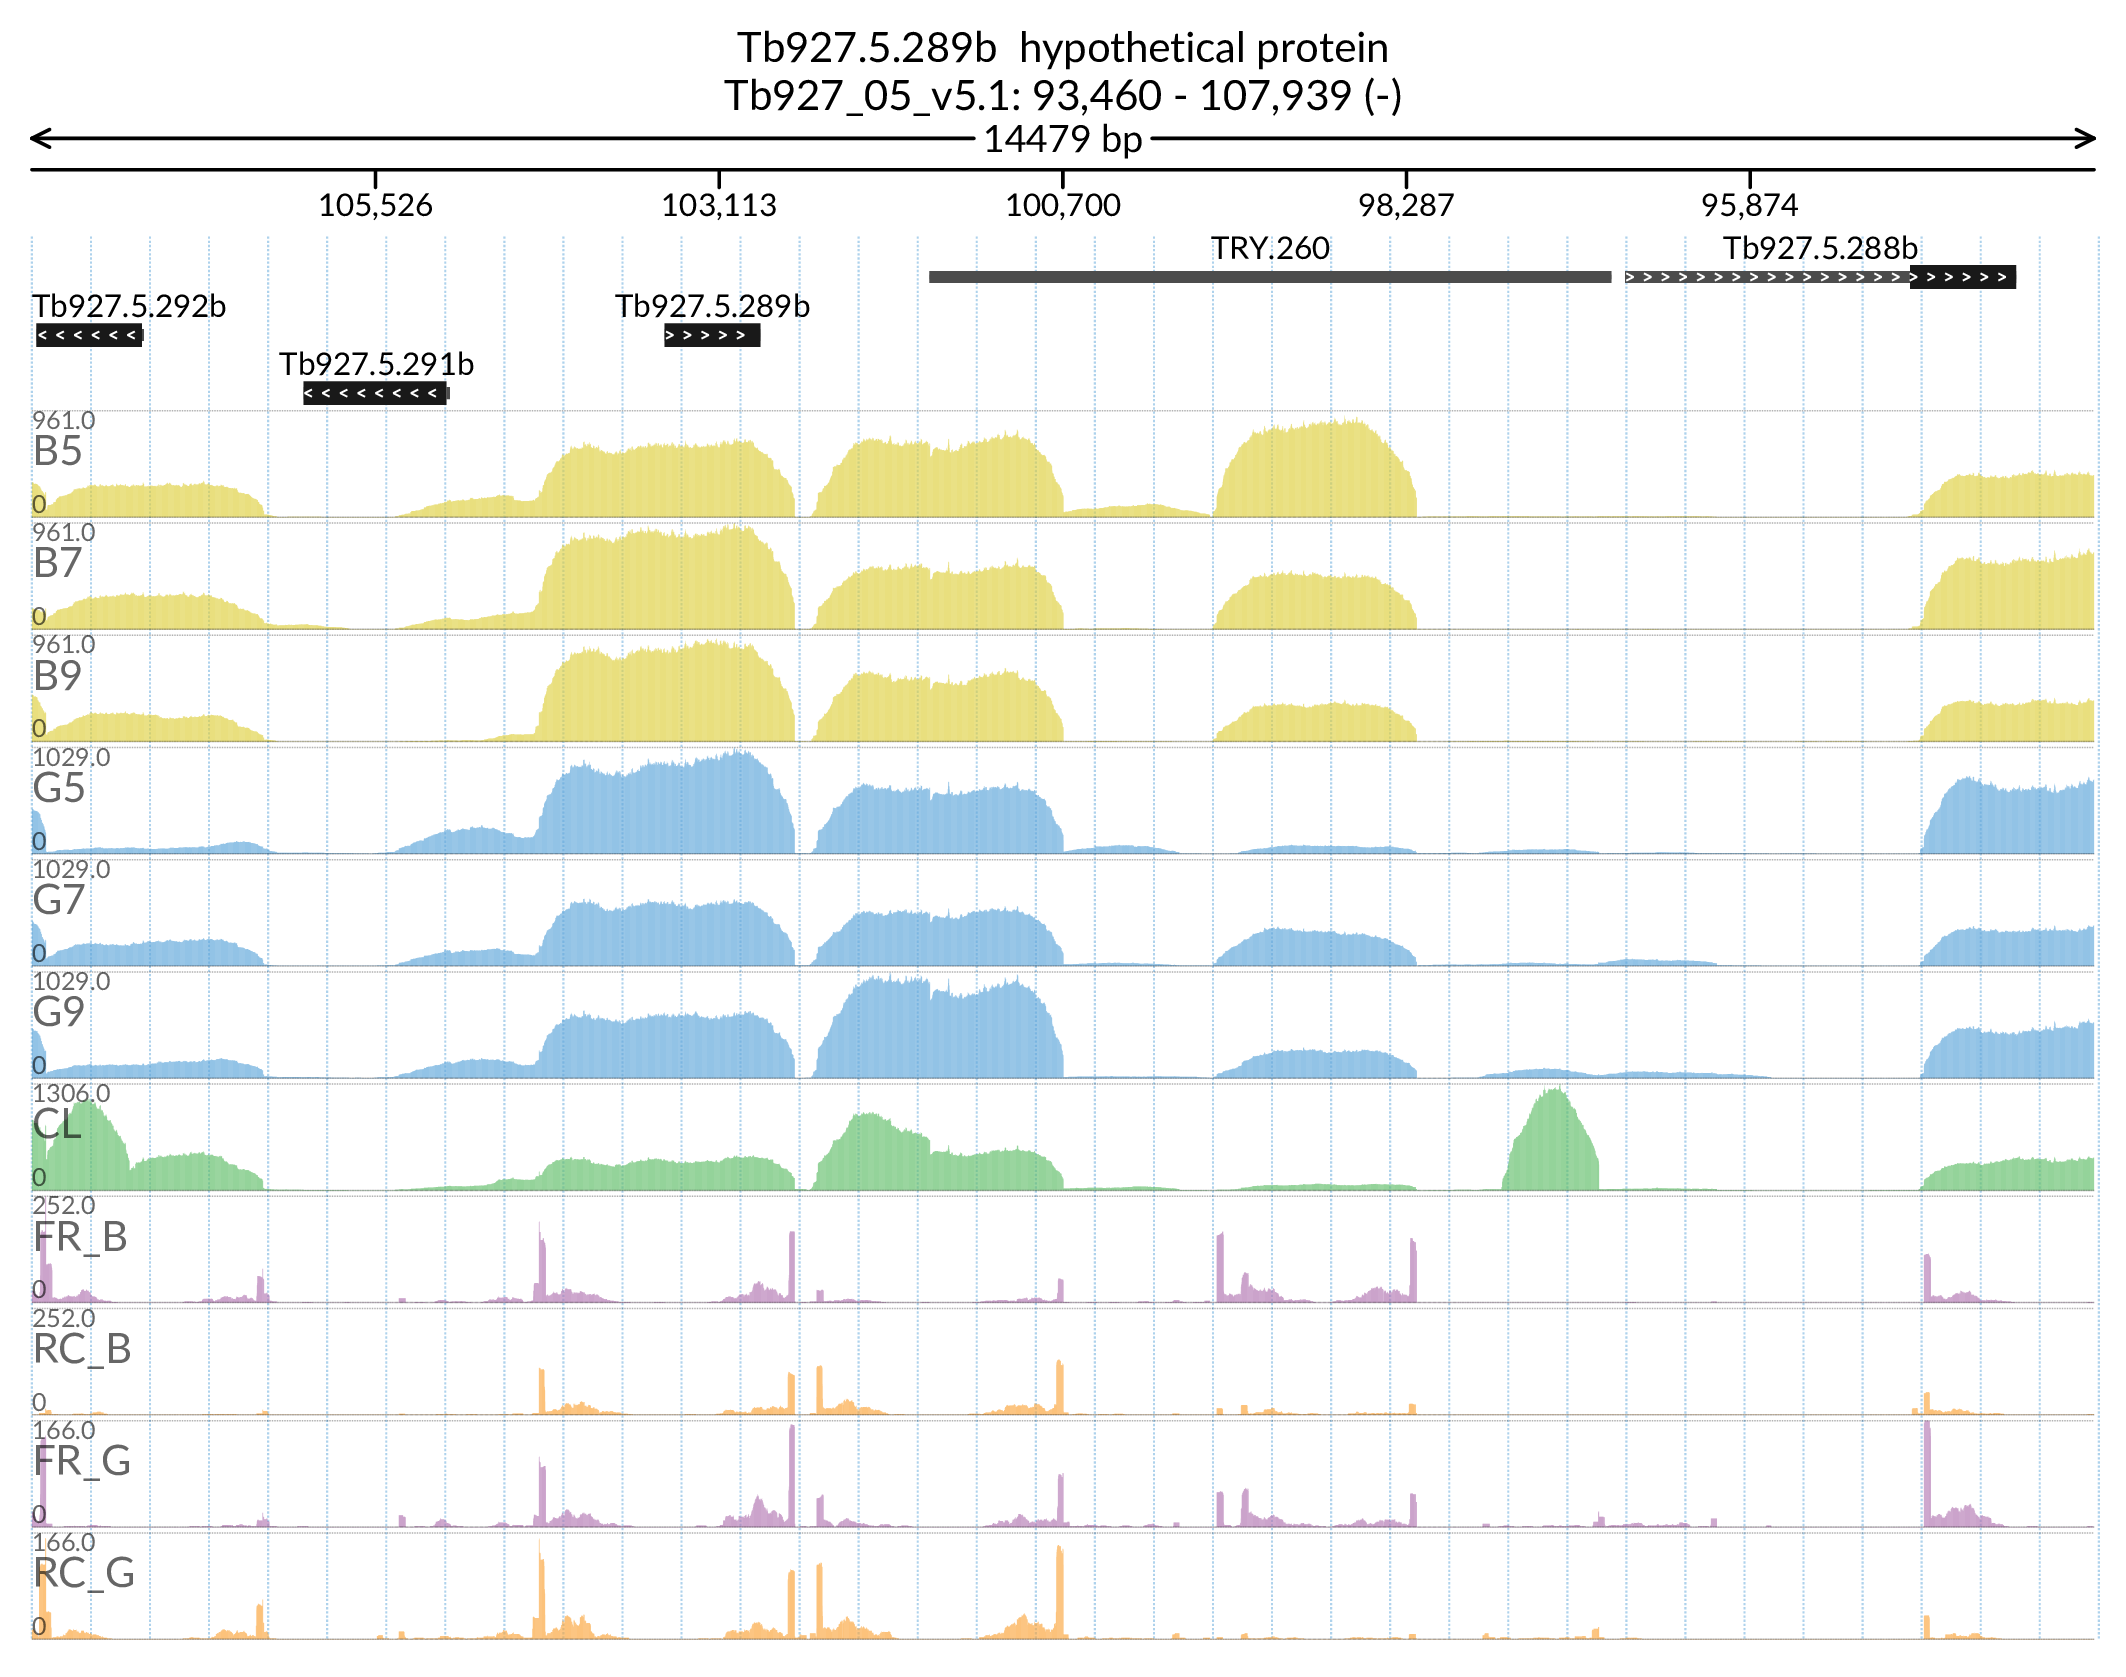 Tb927.5.289b hypothetical protein
Tb927_05_v5.1: 93,460 - 107,939 (-)
14479 bp
105,526 103,113 100,700 98,287 95,874
TRY.260 Tb927.5.288b
Tb927.5.292b Tb927.5.289b
Tb927.5.291b
961.0
B5
0
961.0
B7
0
961.0
B9
0
1029.0
G5
0
1029.0
G7
0
1029.0
G9
0
1306.0
CL
0
252.0
FR_B
0
252.0
RC_B
0
166.0
FR_G
0
166.0
RC_G
0